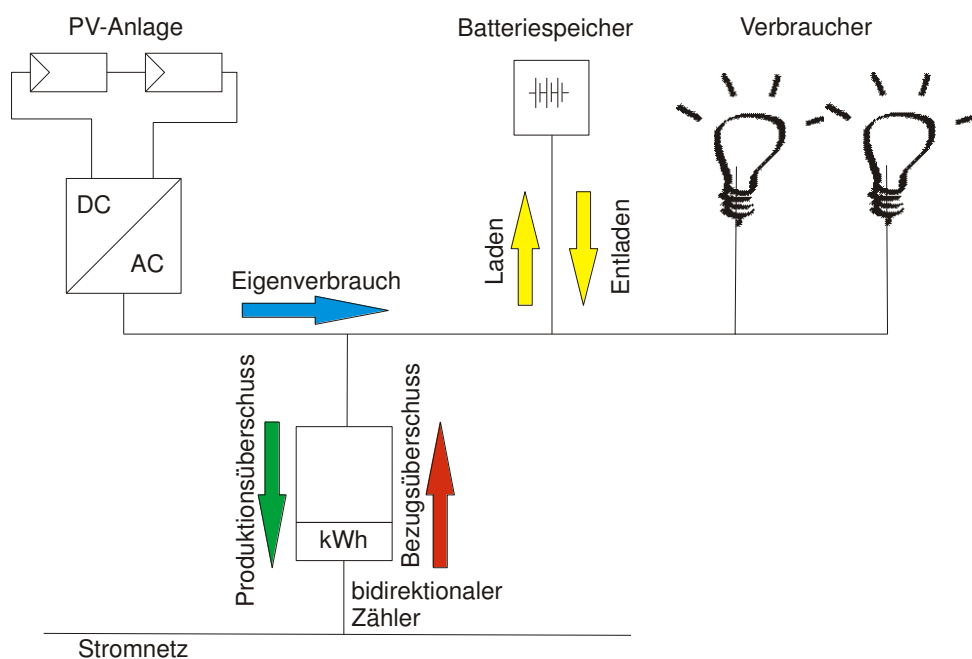 PV-Anlage
Batteriespeicher
Verbraucher
DC
AC
Eigenverbrauch
Laden
Entladen
Produktionsüberschuss
Bezugsüberschuss
kWh
bidirektionaler
Zähler
Stromnetz